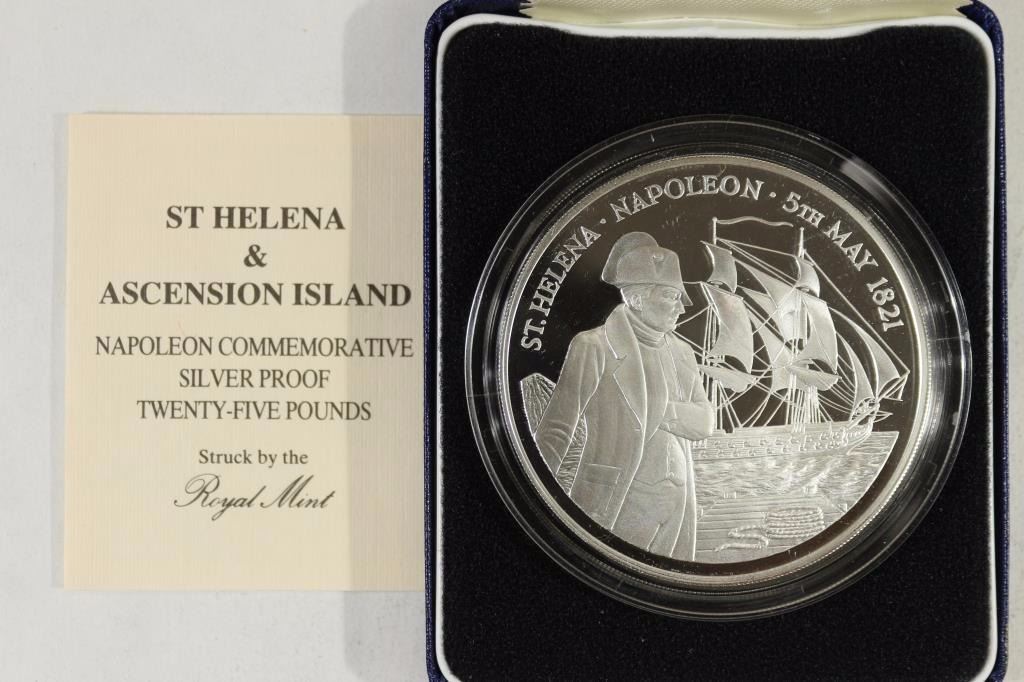 ST HELENA
&
ASCENSION ISLAND
NAPOLEON COMMEMORATIVE
SILVER PROOF
TWENTY-FIVE POUNDS
Struck by the
Royal Mint
ST. HELENA · NAPOLEON · 5TH MAY 1821